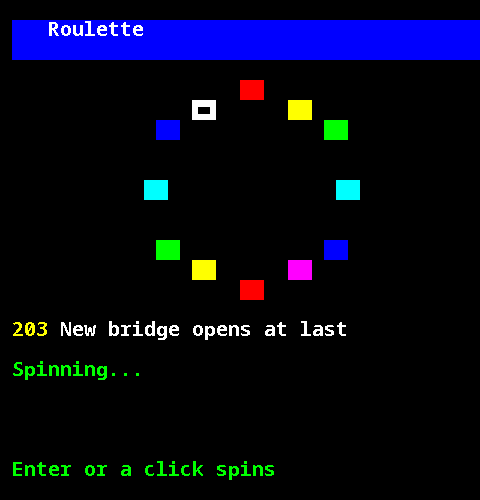 Roulette
203 New bridge opens at last
Spinning...
Enter or a click spins